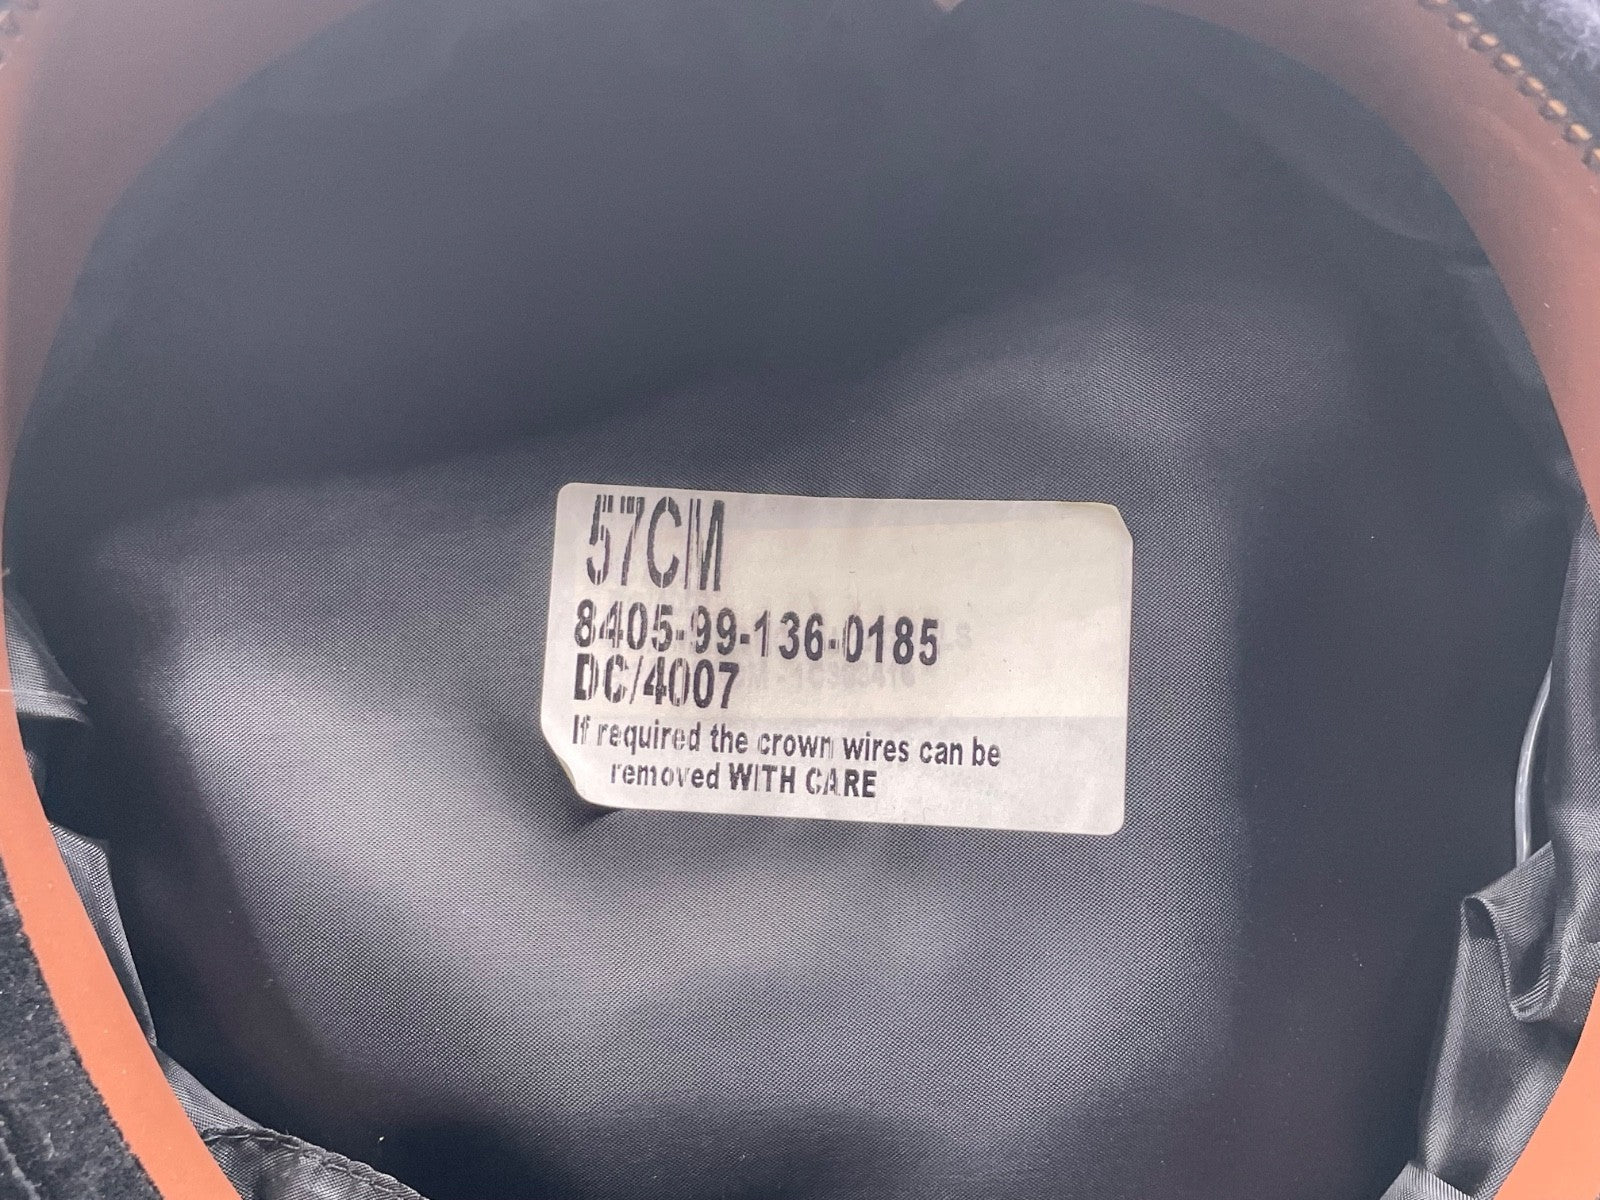 57CM
8405-99-136-0185
DC/4007
If required the crown wires can be
removed WITH CARE